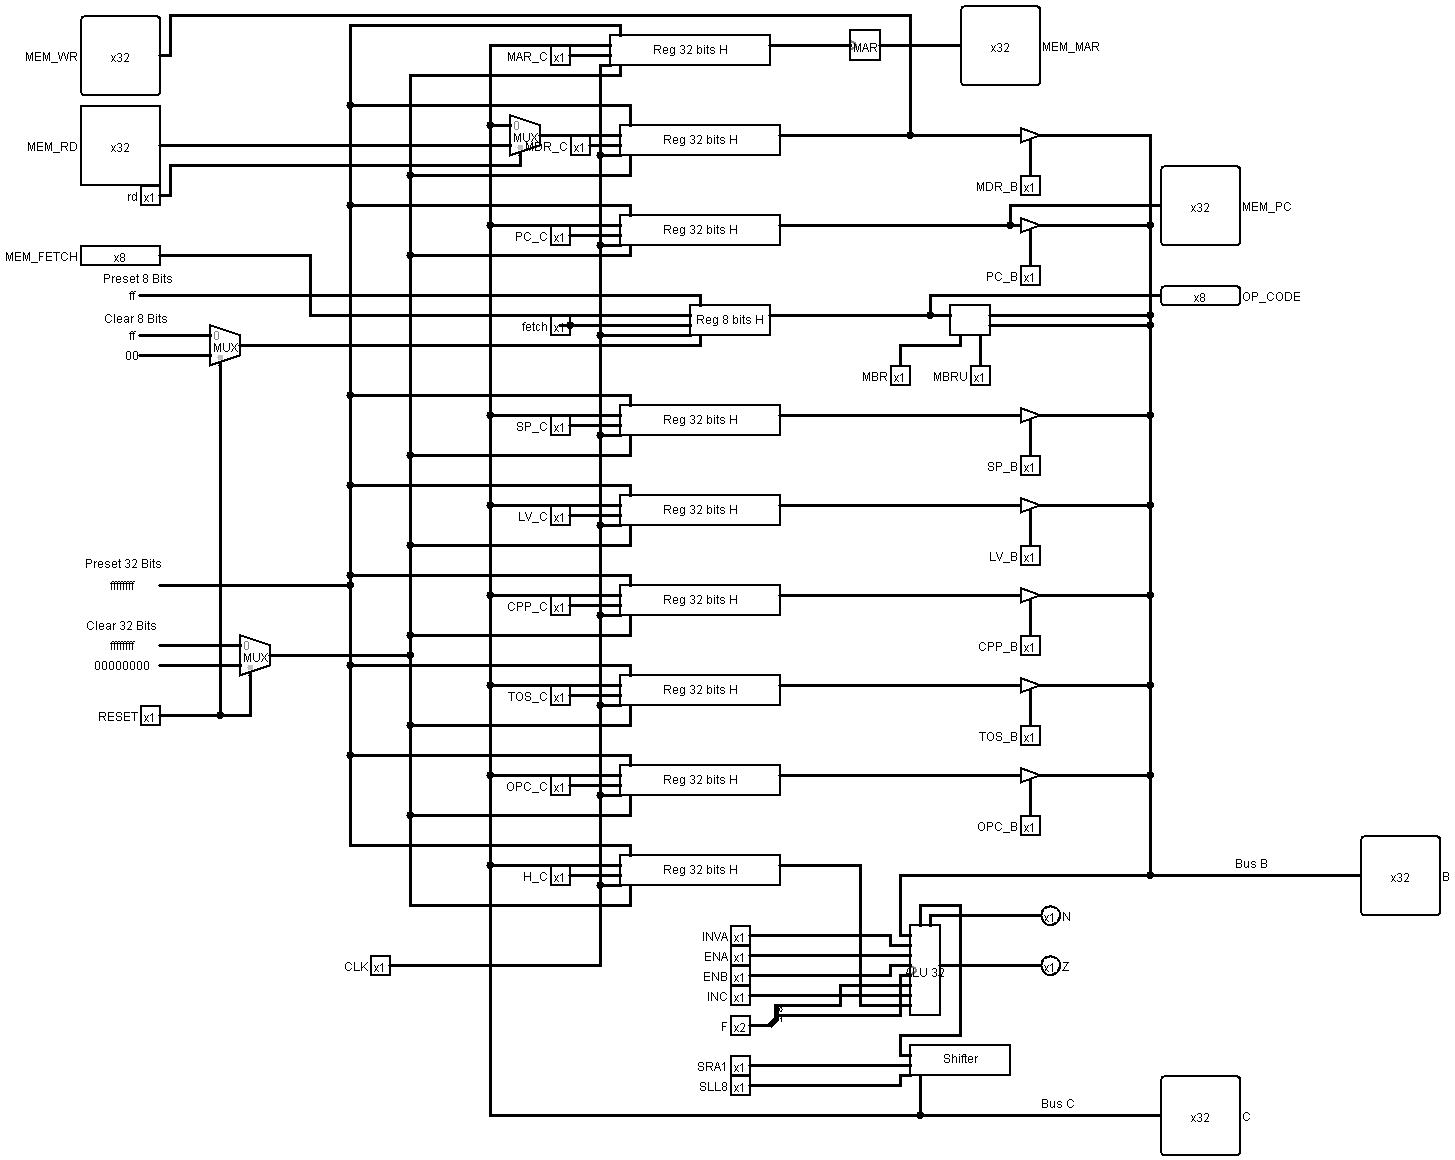 MEM_WR x32
MAR_C x1 Reg 32 bits H MAR x32 MEM_MAR
MEM_RD x32
0 MUX MDR_C x1 Reg 32 bits H
rd x1
MDR_B x1
x32 MEM_PC
PC_C x1 Reg 32 bits H
MEM_FETCH x8
PC_B x1
Preset 8 Bits
ff
x8 OP_CODE
Clear 8 Bits
fetch x1 Reg 8 bits H
ff 0
MUX
00
MBR x1 MBRU x1
SP_C x1 Reg 32 bits H
SP_B x1
LV_C x1 Reg 32 bits H
LV_B x1
Preset 32 Bits
ffffffff
CPP_C x1 Reg 32 bits H
Clear 32 Bits
ffffffff 0
CPP_B x1
MUX
00000000
TOS_C x1 Reg 32 bits H
RESET x1
TOS_B x1
OPC_C x1 Reg 32 bits H
OPC_B x1
H_C x1 Reg 32 bits H
Bus B
x32 B
x1 N
INVA x1
ENA x1
CLK x1
x1 Z
ENB x1
ALU 32
INC x1
F x2
Shifter
SRA1 x1
SLL8 x1
Bus C
x32 C